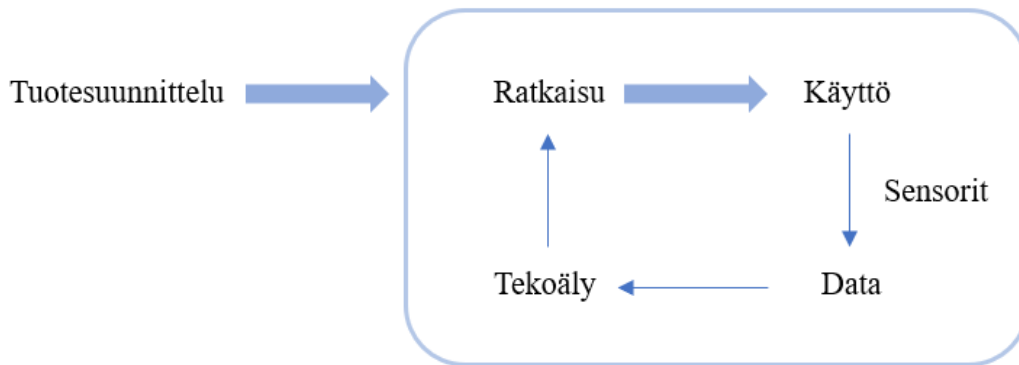 Tuotesuunnittelu
Ratkaisu
Käyttö
Sensorit
Tekoäly
Data